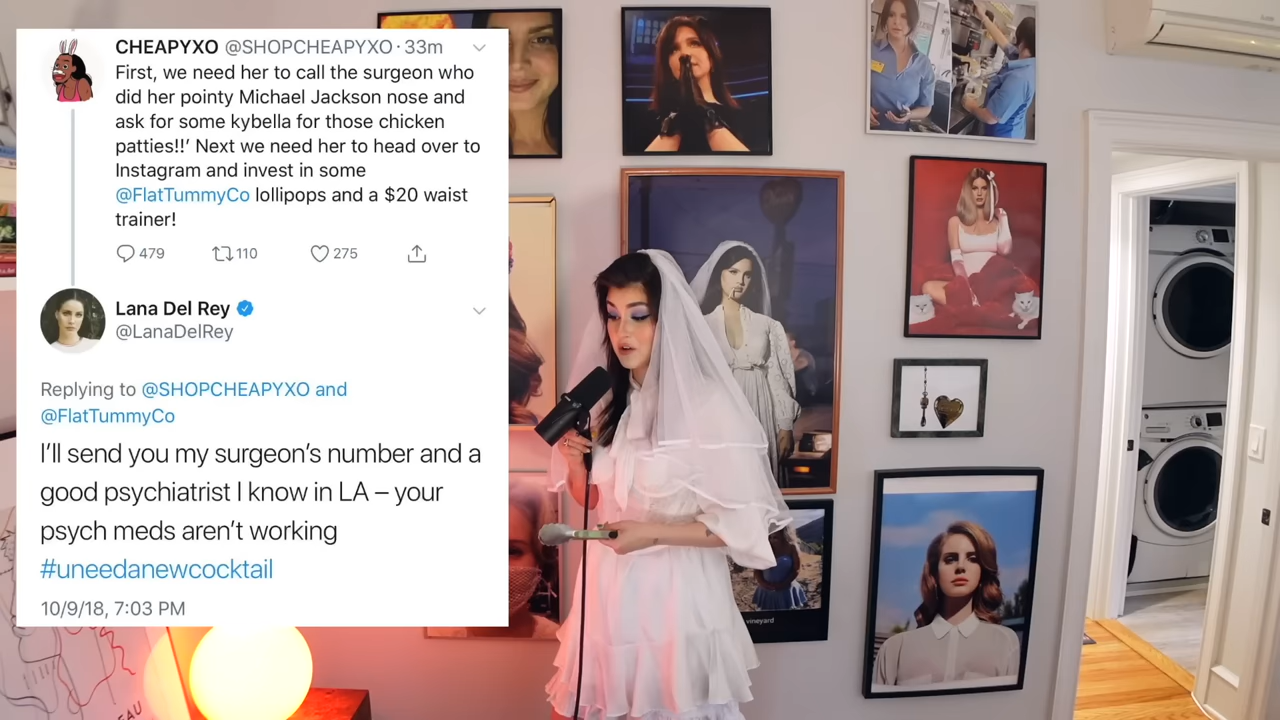 CHEAPYXO @SHOPCHEAPYXO · 33m
First, we need her to call the surgeon who
did her pointy Michael Jackson nose and
ask for some kybella for those chicken
patties!!’ Next we need her to head over to
Instagram and invest in some
@FlatTummyCo lollipops and a $20 waist
trainer!
479 110 275
Lana Del Rey
@LanaDelRey
Replying to @SHOPCHEAPYXO and
@FlatTummyCo
I’ll send you my surgeon’s number and a
good psychiatrist I know in LA – your
psych meds aren’t working
#uneedanewcocktail
10/9/18, 7:03 PM
vineyard